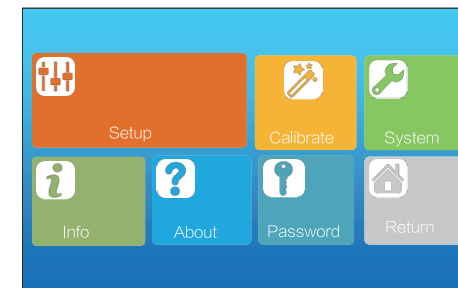 Setup
Calibrate
System
Info
About
Password
Return